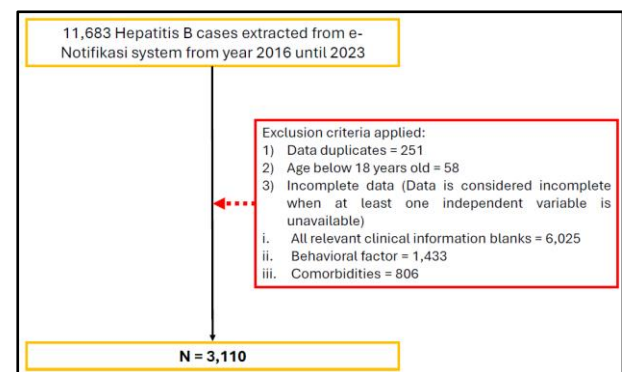 11,683 Hepatitis B cases extracted from e-
Notifikasi system from year 2016 until 2023
Exclusion criteria applied:
1) Data duplicates = 251
2) Age below 18 years old = 58
3) Incomplete data (Data is considered incomplete
when at least one independent variable is
unavailable)
i. All relevant clinical information blanks = 6,025
ii. Behavioral factor = 1,433
iii. Comorbidities = 806
N = 3,110